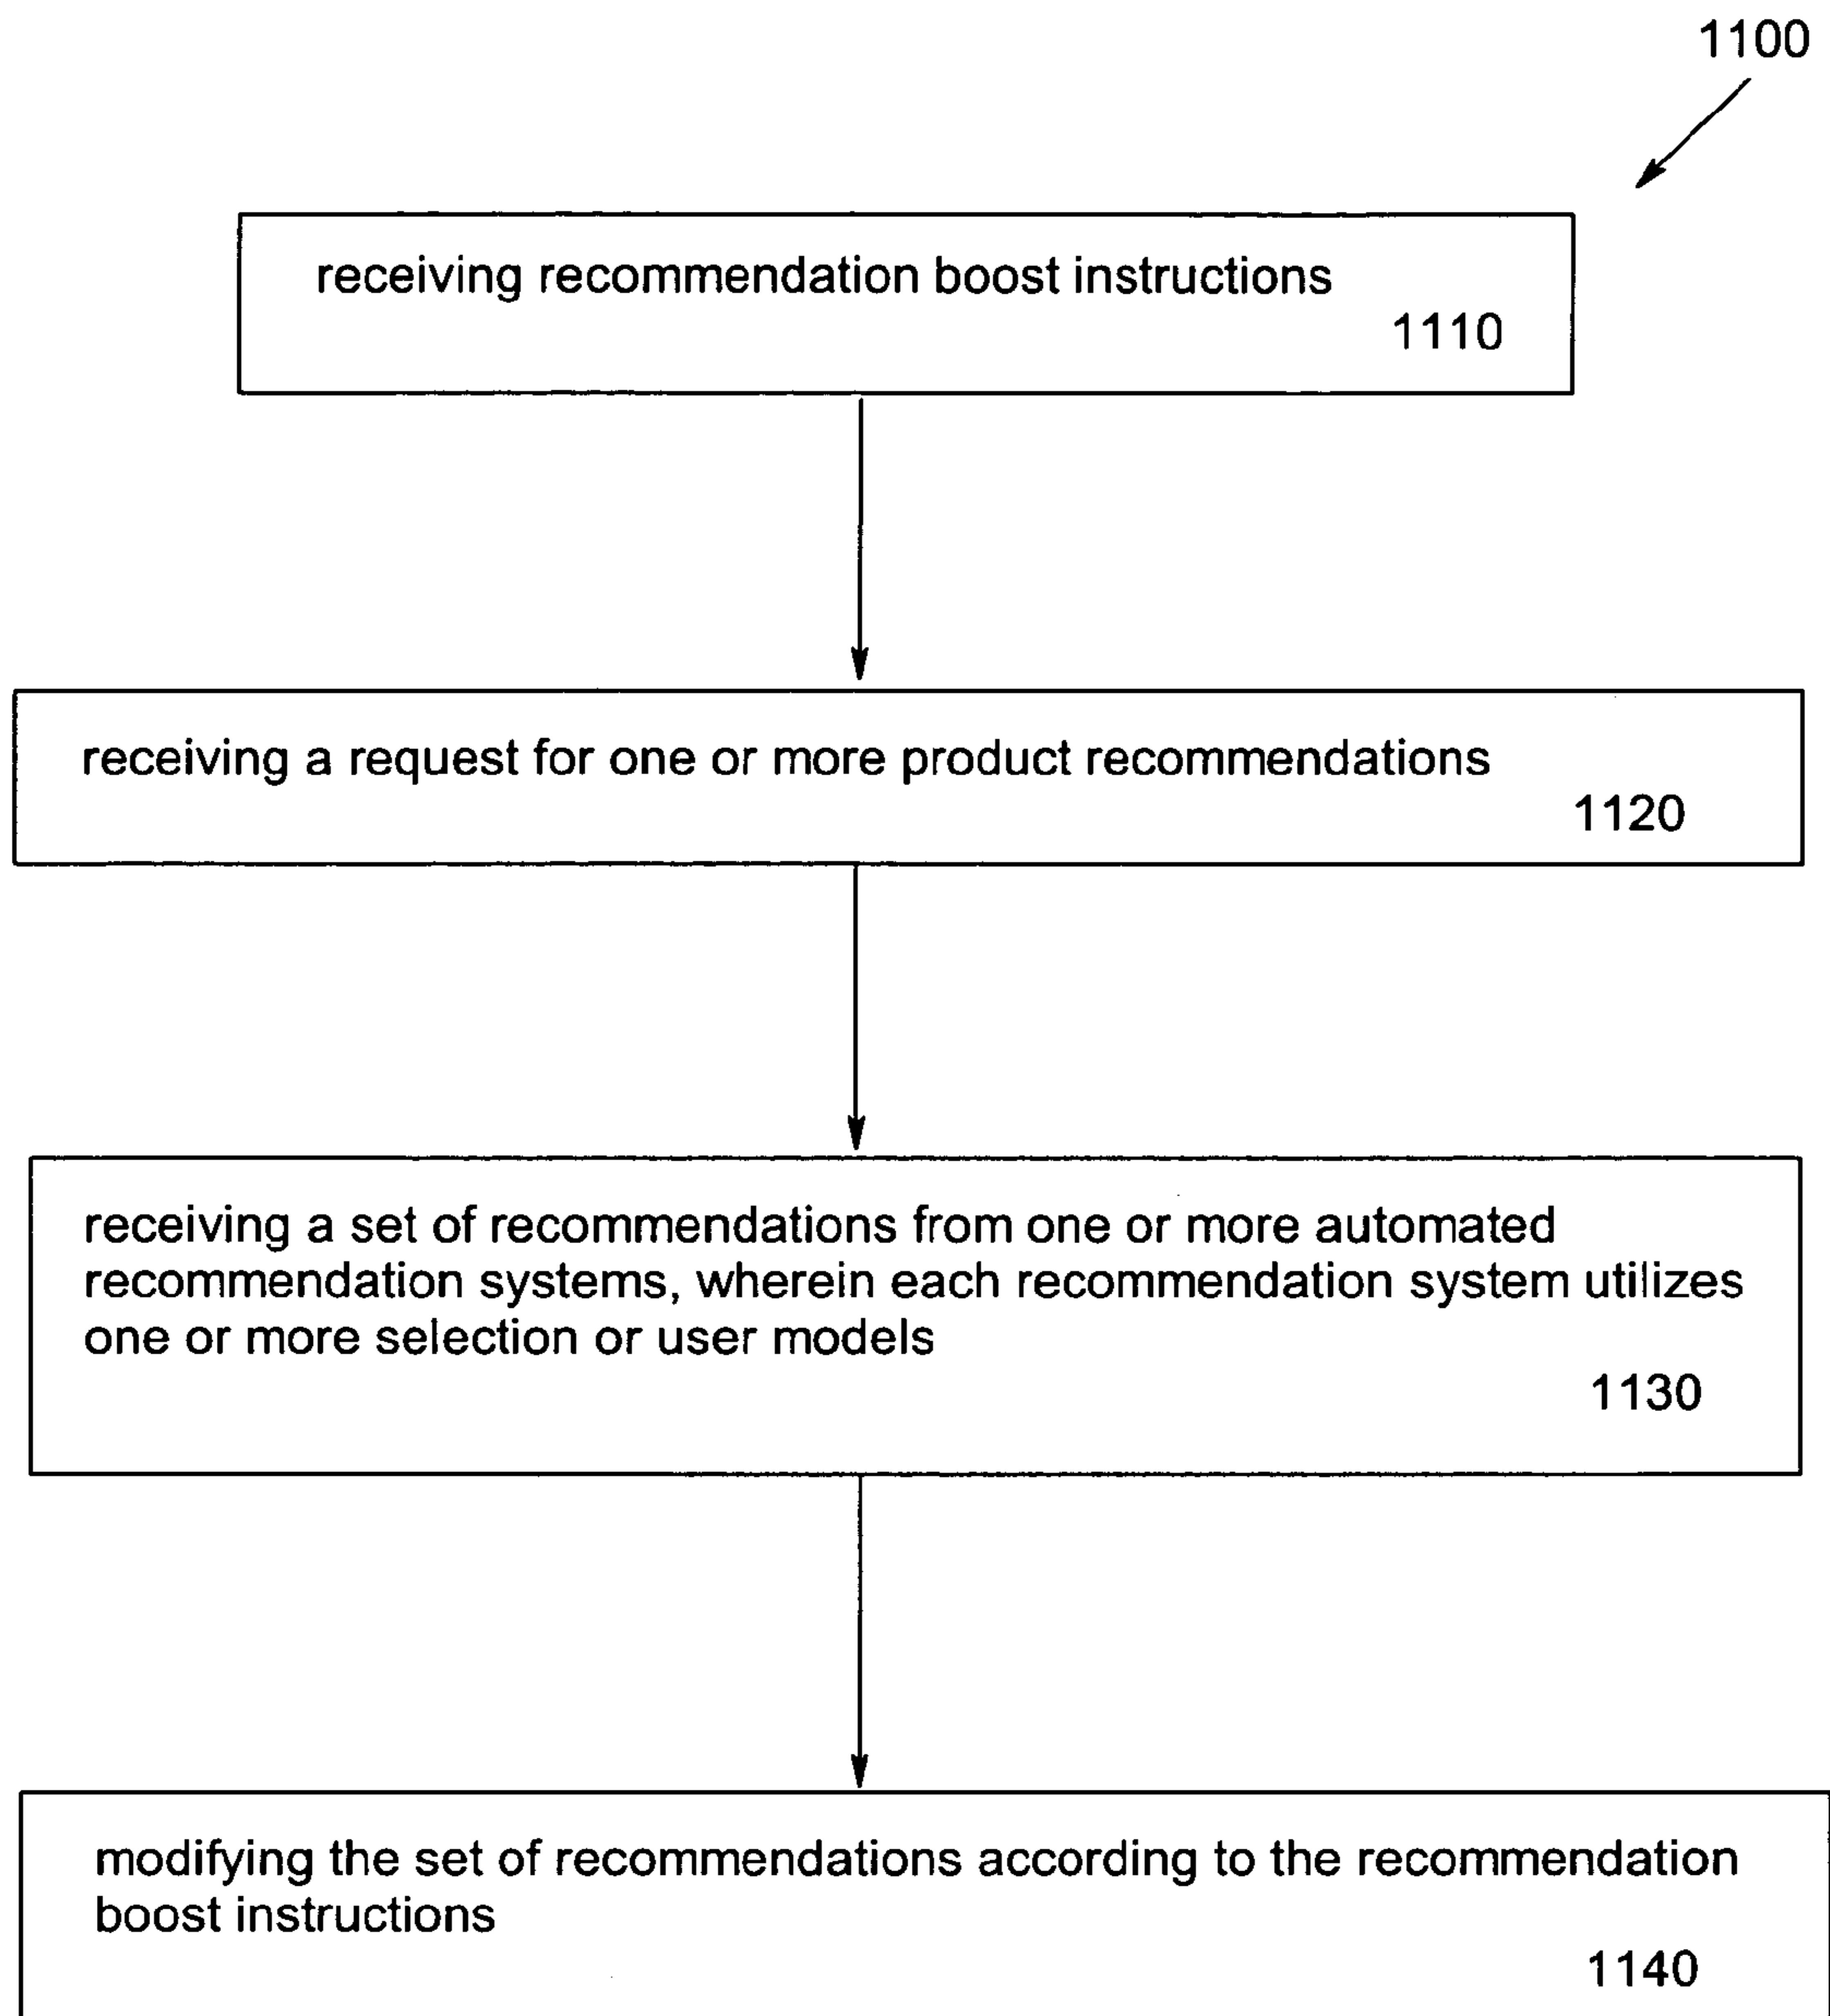 1100
receiving recommendation boost instructions
1110
receiving a request for one or more product recommendations
1120
receiving a set of recommendations from one or more automated
recommendation systems, wherein each recommendation system utilizes
one or more selection or user models
1130
modifying the set of recommendations according to the recommendation
boost instructions
1140